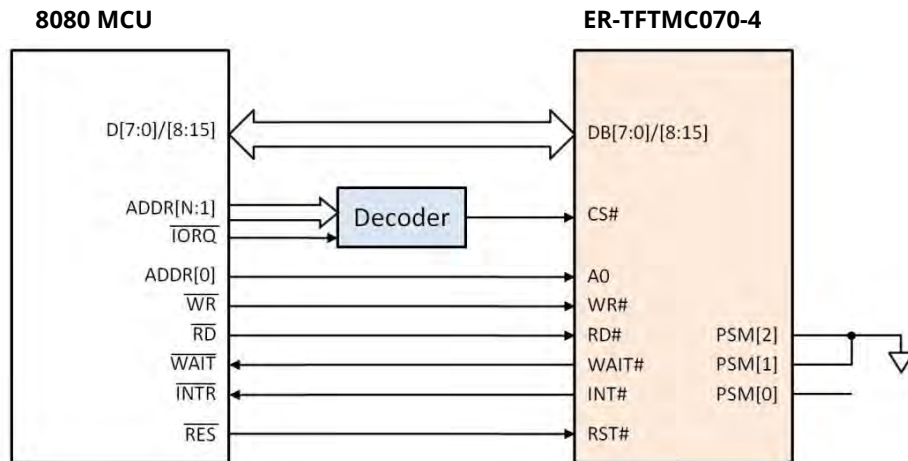 8080 MCU
ER-TFTMC070-4
D[7:0]/[8:15]
DB[7:0]/[8:15]
ADDR[N:1]
Decoder
CS#
IORQ
ADDR[0]
A0
WR
WR#
RD
RD#
PSM[2]
WAIT
WAIT#
PSM[1]
INTR
INT#
PSM[0]
RES
RST#